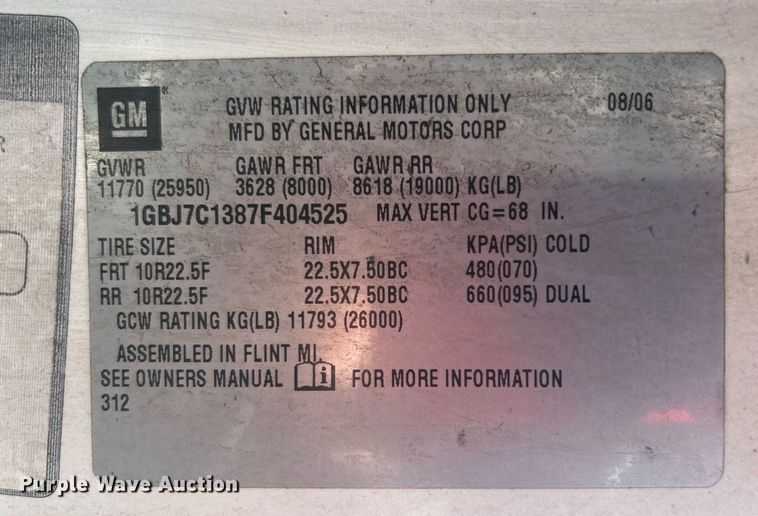 R
GM ®
GVW RATING INFORMATION ONLY 08/06
MFD BY GENERAL MOTORS CORP
GVWR GAWR FRT GAWR RR
11770 (25950) 3628 (8000) 8618 (19000) KG(LB)
1GBJ7C1387F404525 MAX VERT CG=68 IN.
TIRE SIZE RIM KPA(PSI) COLD
FRT 10R22.5F 22.5X7.50BC 480(070)
RR 10R22.5F 22.5X7.50BC 660(095) DUAL
GCW RATING KG(LB) 11793 (26000)
ASSEMBLED IN FLINT MI.
SEE OWNERS MANUAL i FOR MORE INFORMATION
312
Purple Wave Auction